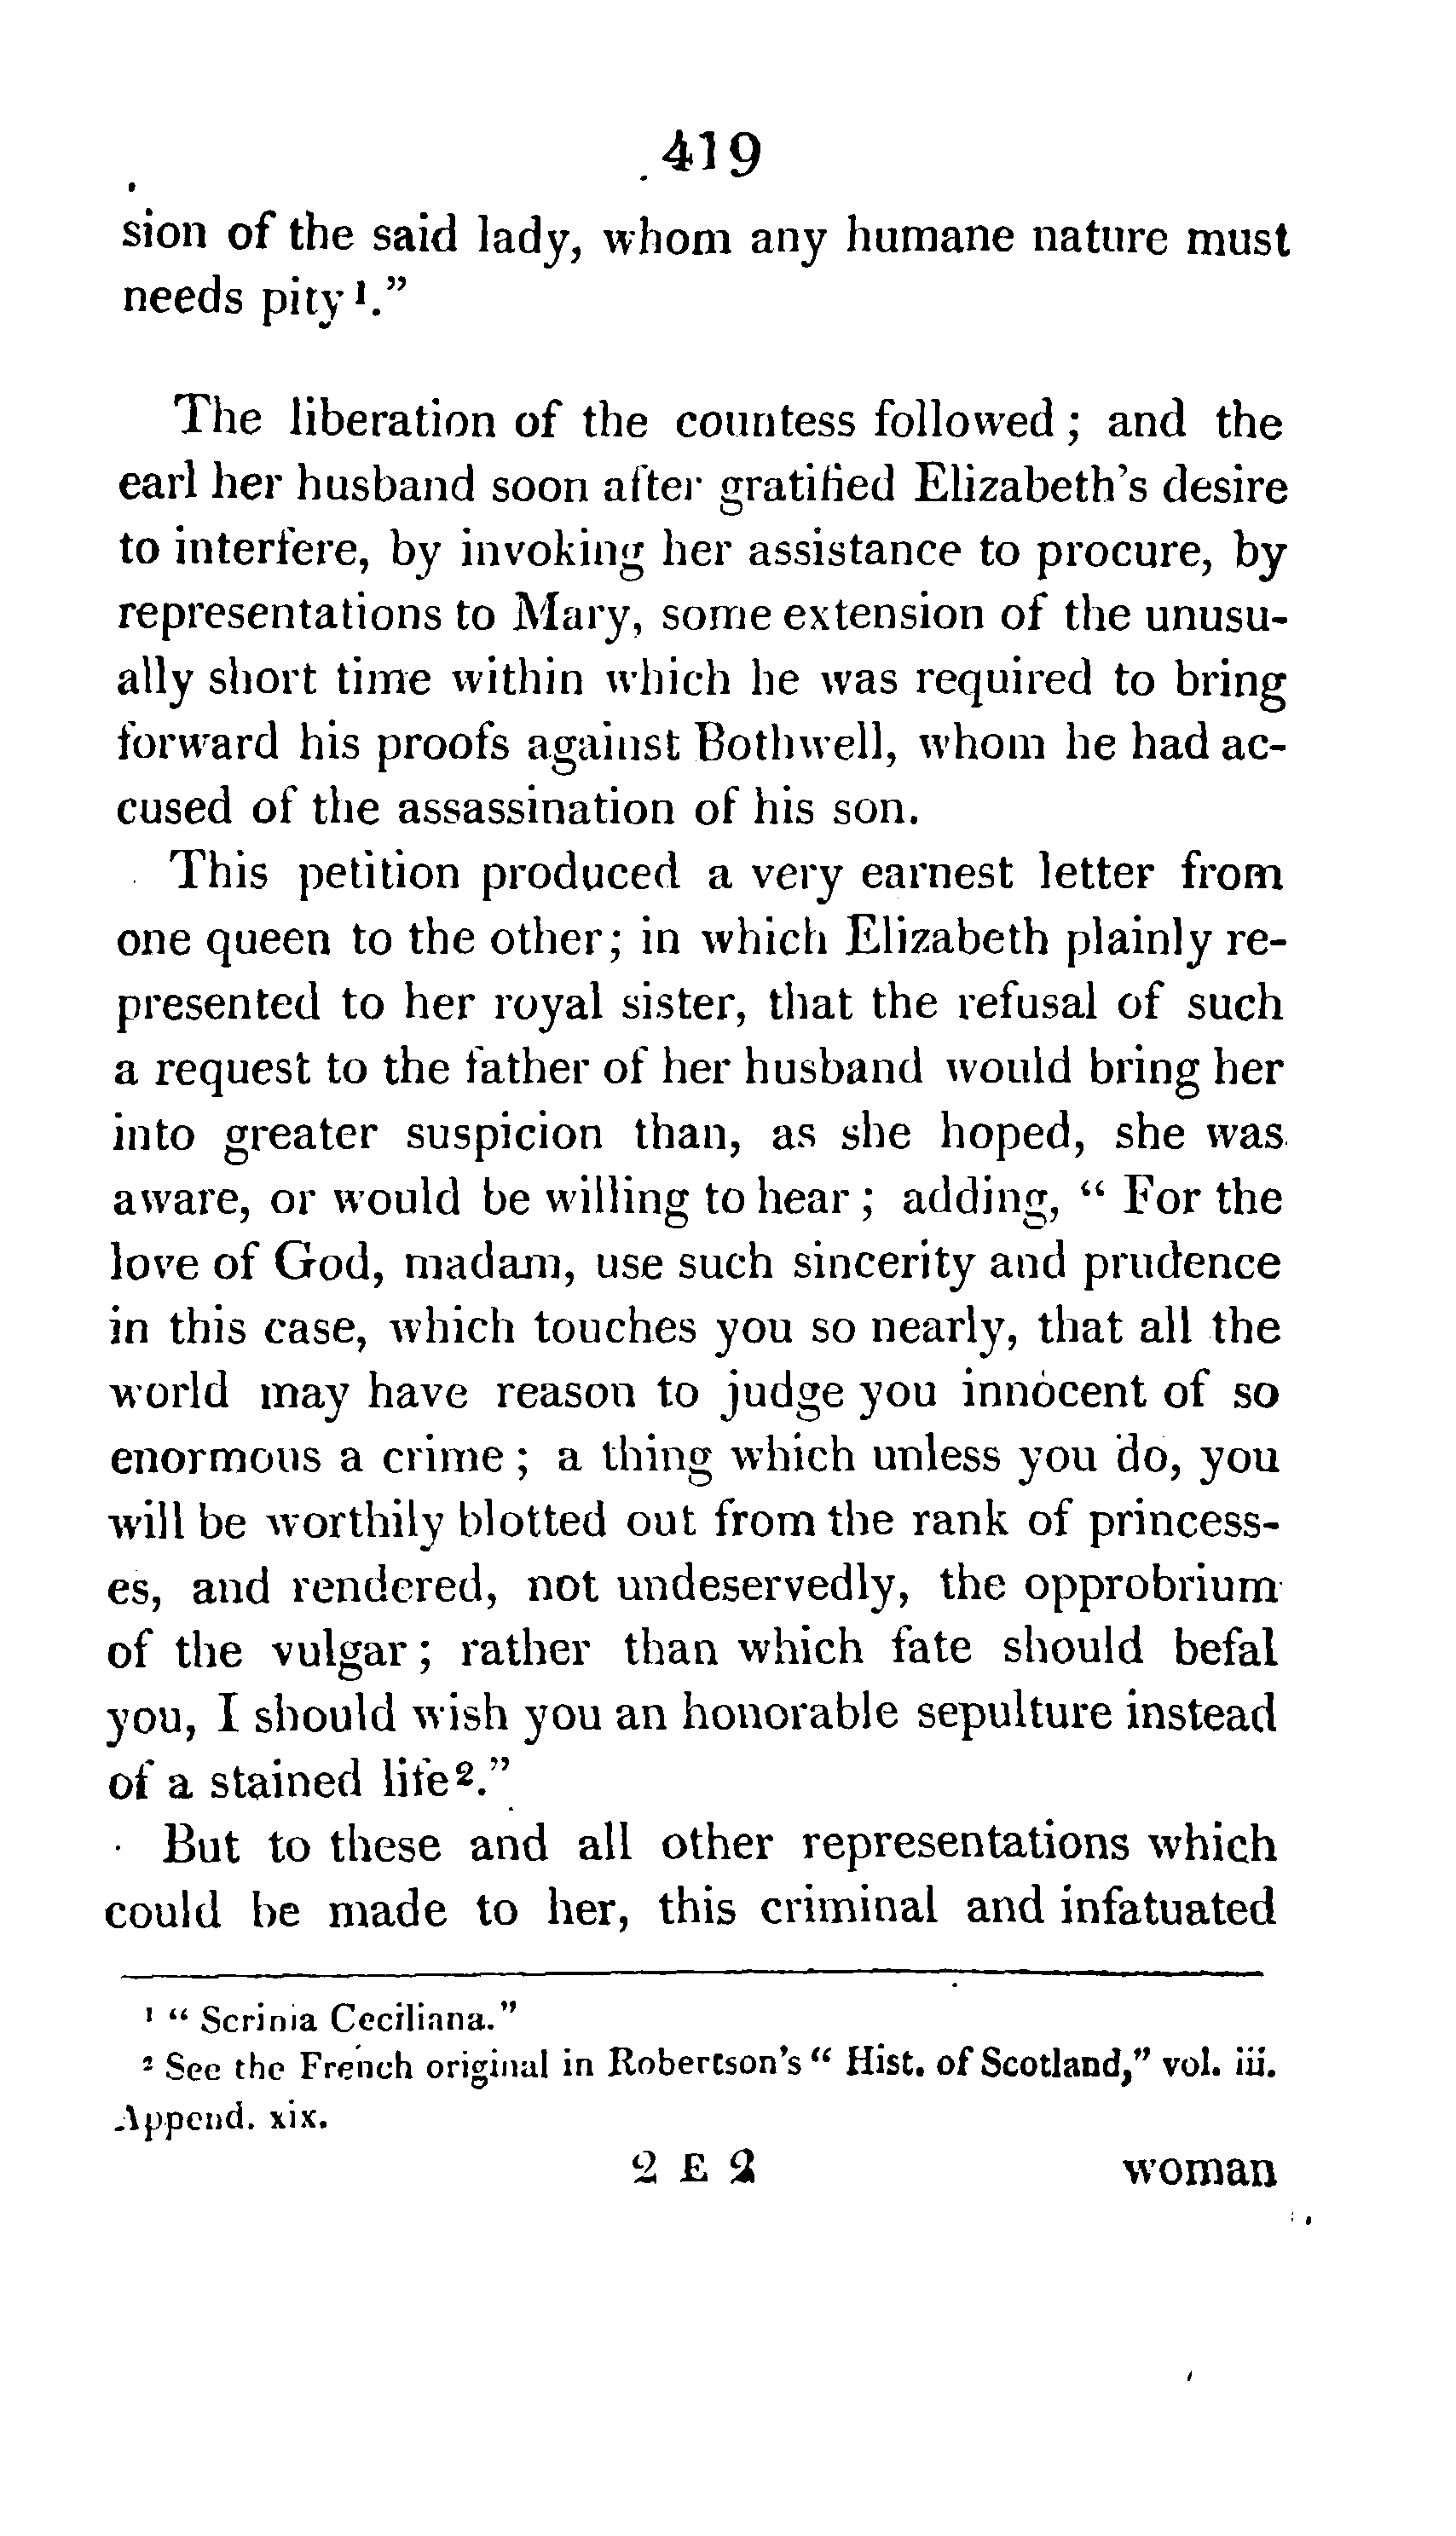 419
sion of the said lady, whom any humane nature must
needs pity ¹."
The liberation of the countess followed; and the
earl her husband soon after gratified Elizabeth's desire
to interfere, by invoking her assistance to procure, by
representations to Mary, some extension of the unusu-
ally short time within which he was required to bring
forward his proofs against Bothwell, whom he had ac-
cused of the assassination of his son.
This petition produced a very earnest letter from
one queen to the other; in which Elizabeth plainly re-
presented to her royal sister, that the refusal of such
a request to the father of her husband would bring her
into greater suspicion than, as she hoped, she was
aware, or would be willing to hear; adding, " For the
love of God, madam, use such sincerity and prudence
in this case, which touches you so nearly, that all the
world may have reason to judge you innocent of so
enormous a crime; a thing which unless you do, you
will be worthily blotted out from the rank of princess-
es, and rendered, not undeservedly, the opprobrium
of the vulgar; rather than which fate should befal
you, I should wish you an honorable sepulture instead
of a stained life²."
But to these and all other representations which
could be made to her, this criminal and infatuated
¹ " Scrinia Ceciliana."
² See the French original in Robertson's " Hist. of Scotland," vol. iii.
Append. xix.
2 E 2 woman